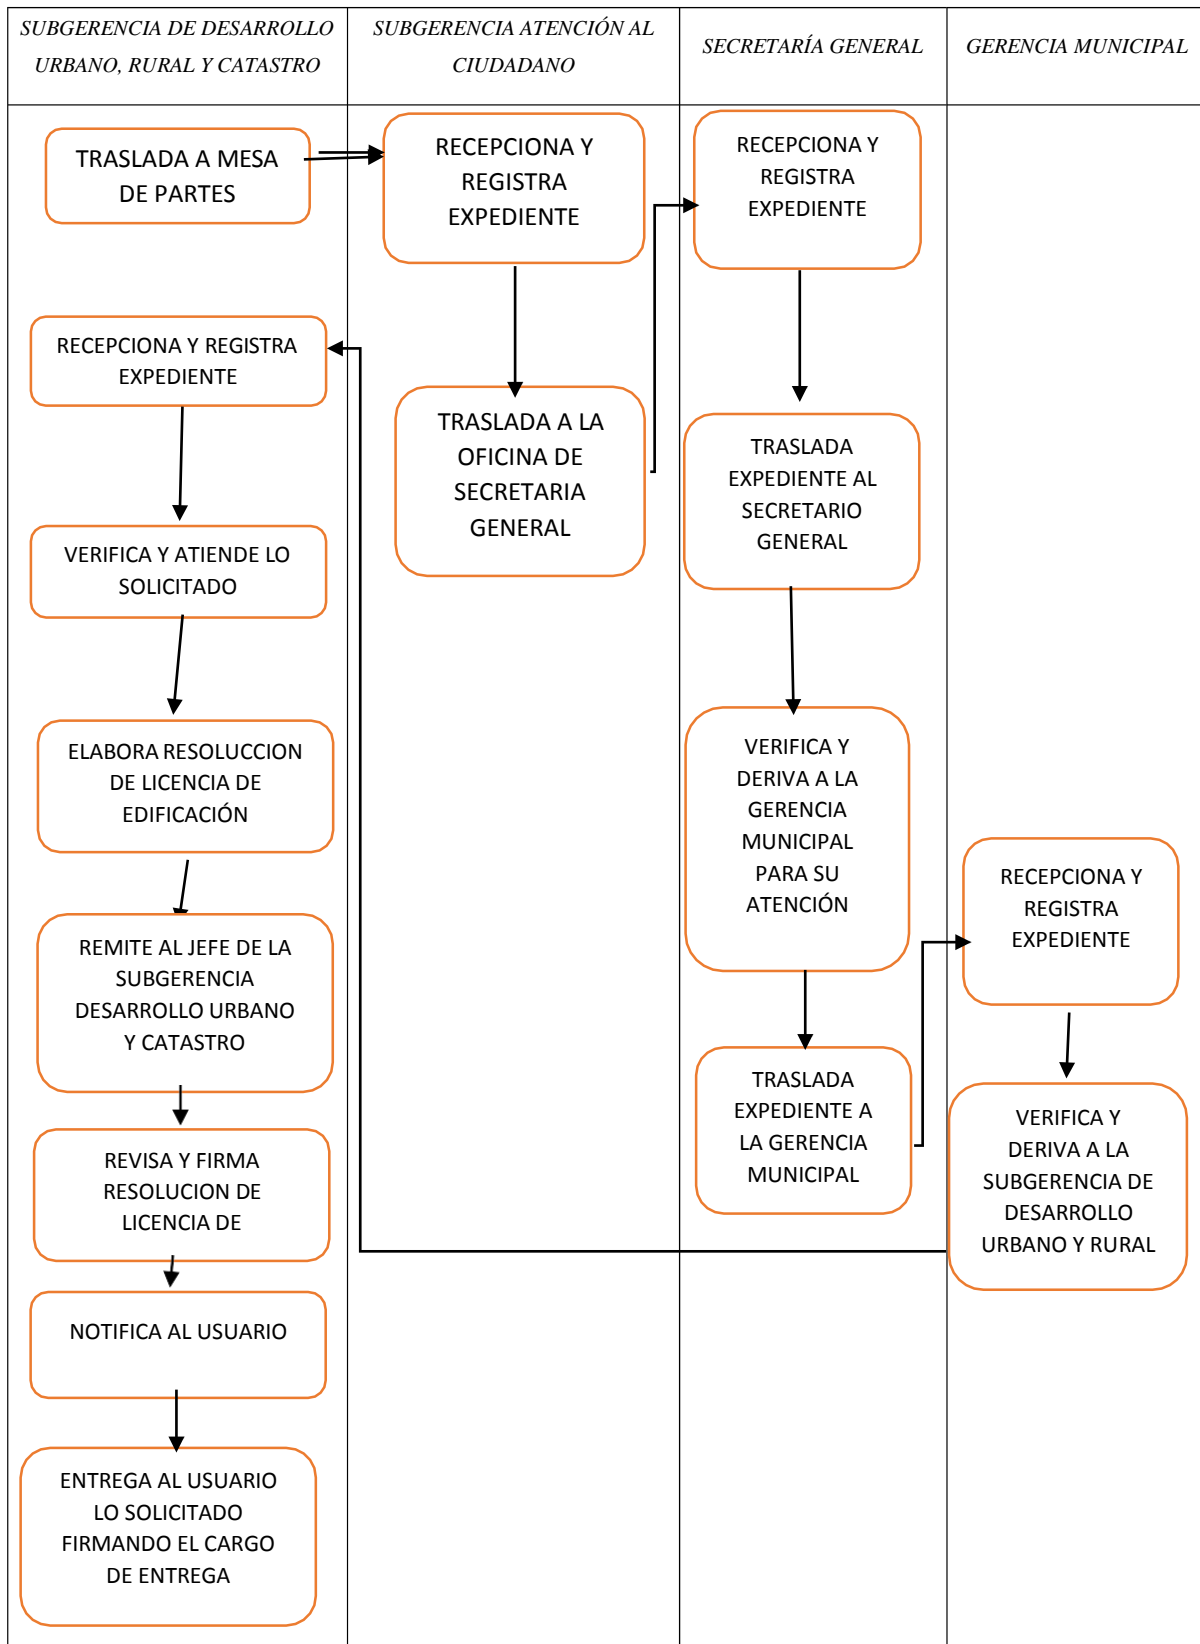 SUBGERENCIA DE DESARROLLO
URBANO, RURAL Y CATASTRO
SUBGERENCIA ATENCIÓN AL
CIUDADANO
SECRETARÍA GENERAL
GERENCIA MUNICIPAL
TRASLADA A MESA
DE PARTES
RECEPCIONA Y REGISTRA
EXPEDIENTE
VERIFICA Y ATIENDE LO
SOLICITADO
ELABORA RESOLUCCION
DE LICENCIA DE
EDIFICACIÓN
REMITE AL JEFE DE LA
SUBGERENCIA
DESARROLLO URBANO
Y CATASTRO
REVISA Y FIRMA
RESOLUCION DE
LICENCIA DE
NOTIFICA AL USUARIO
ENTREGA AL USUARIO
LO SOLICITADO
FIRMANDO EL CARGO
DE ENTREGA
RECEPCIONA Y
REGISTRA
EXPEDIENTE
TRASLADA A LA
OFICINA DE
SECRETARIA
GENERAL
RECEPCIONA Y
REGISTRA
EXPEDIENTE
TRASLADA
EXPEDIENTE AL
SECRETARIO
GENERAL
VERIFICA Y
DERIVA A LA
GERENCIA
MUNICIPAL
PARA SU
ATENCIÓN
TRASLADA
EXPEDIENTE A
LA GERENCIA
MUNICIPAL
RECEPCIONA Y
REGISTRA
EXPEDIENTE
VERIFICA Y
DERIVA A LA
SUBGERENCIA DE
DESARROLLO
URBANO Y RURAL